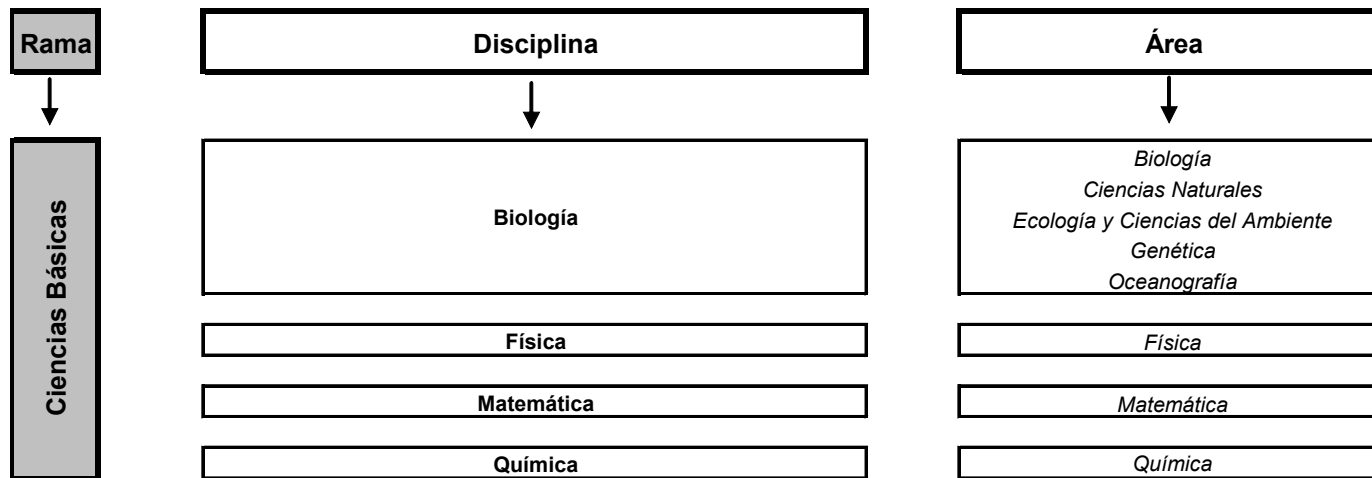 Rama
Disciplina
Área
Ciencias Básicas
Biología
Biología
Ciencias Naturales
Ecología y Ciencias del Ambiente
Genética
Oceanografía
Física
Física
Matemática
Matemática
Química
Química